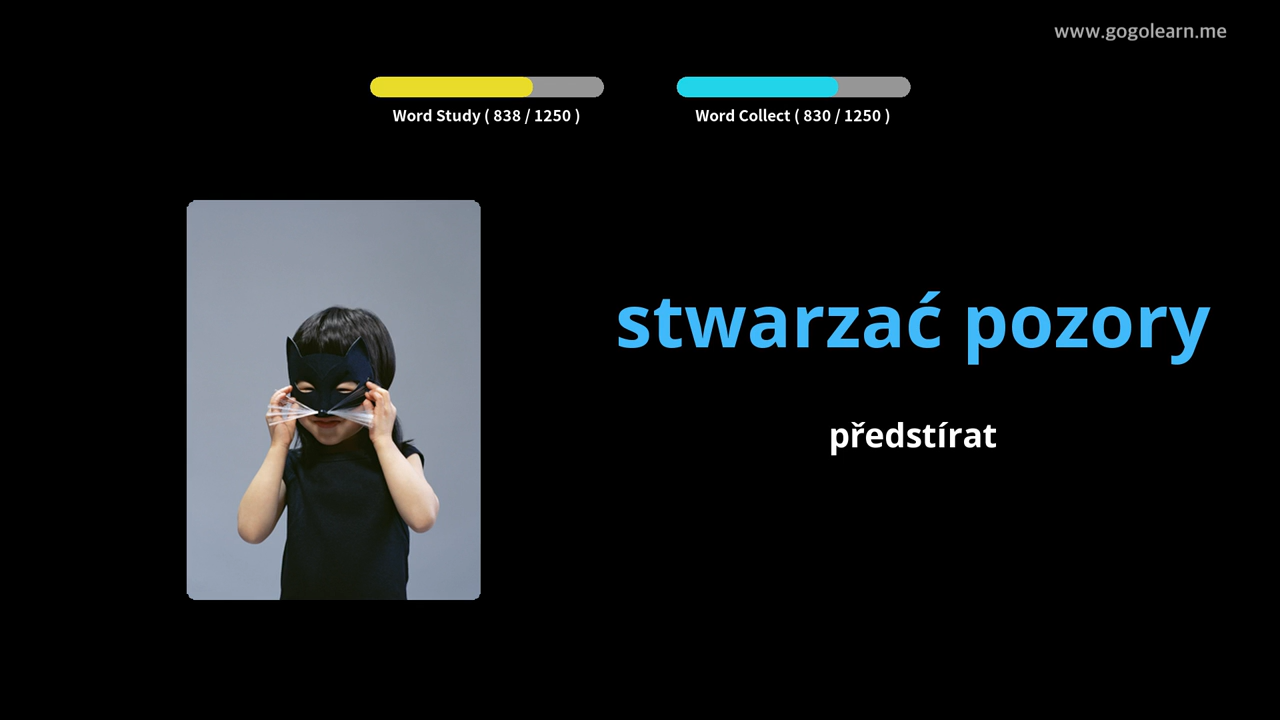 www.gogolearn.me
Word Study ( 838 / 1250 )
Word Collect ( 830 / 1250 )
stwarzać pozory
předstírat